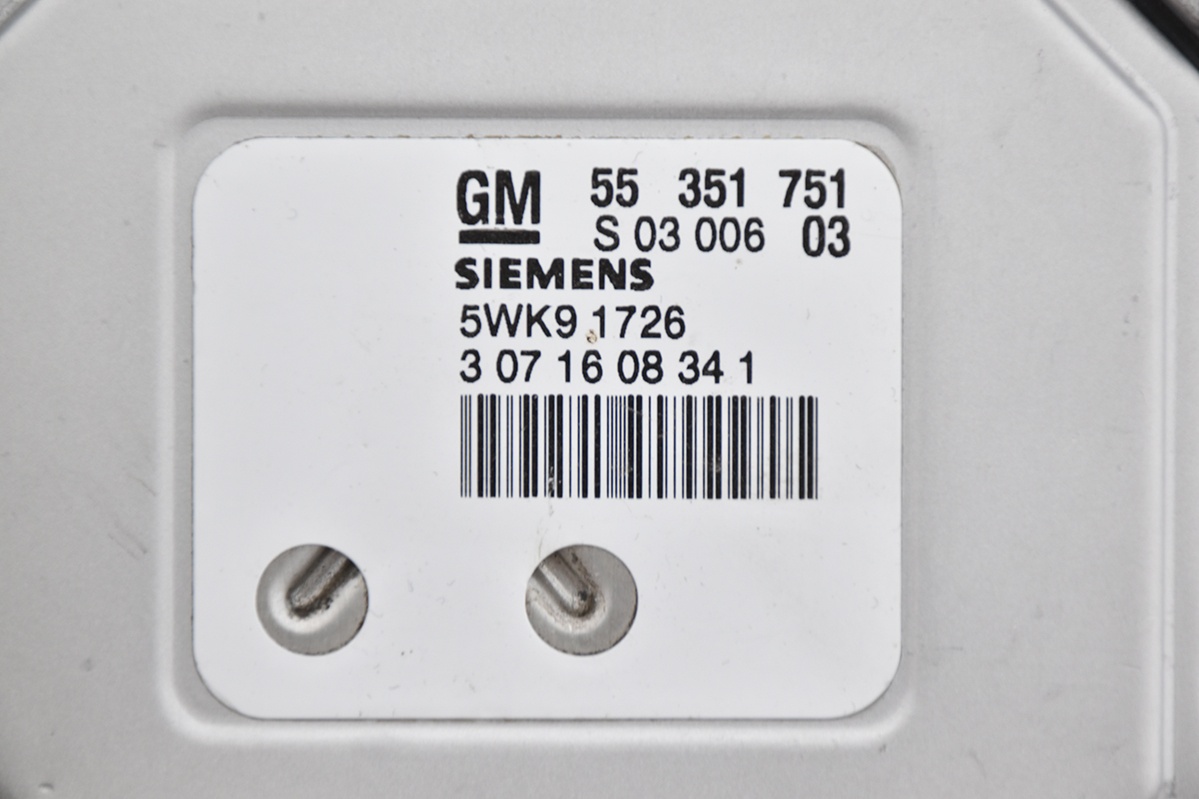 GM 55 351 751
S 03 006 03
SIEMENS
5WK9 1726
3 07 16 08 34 1